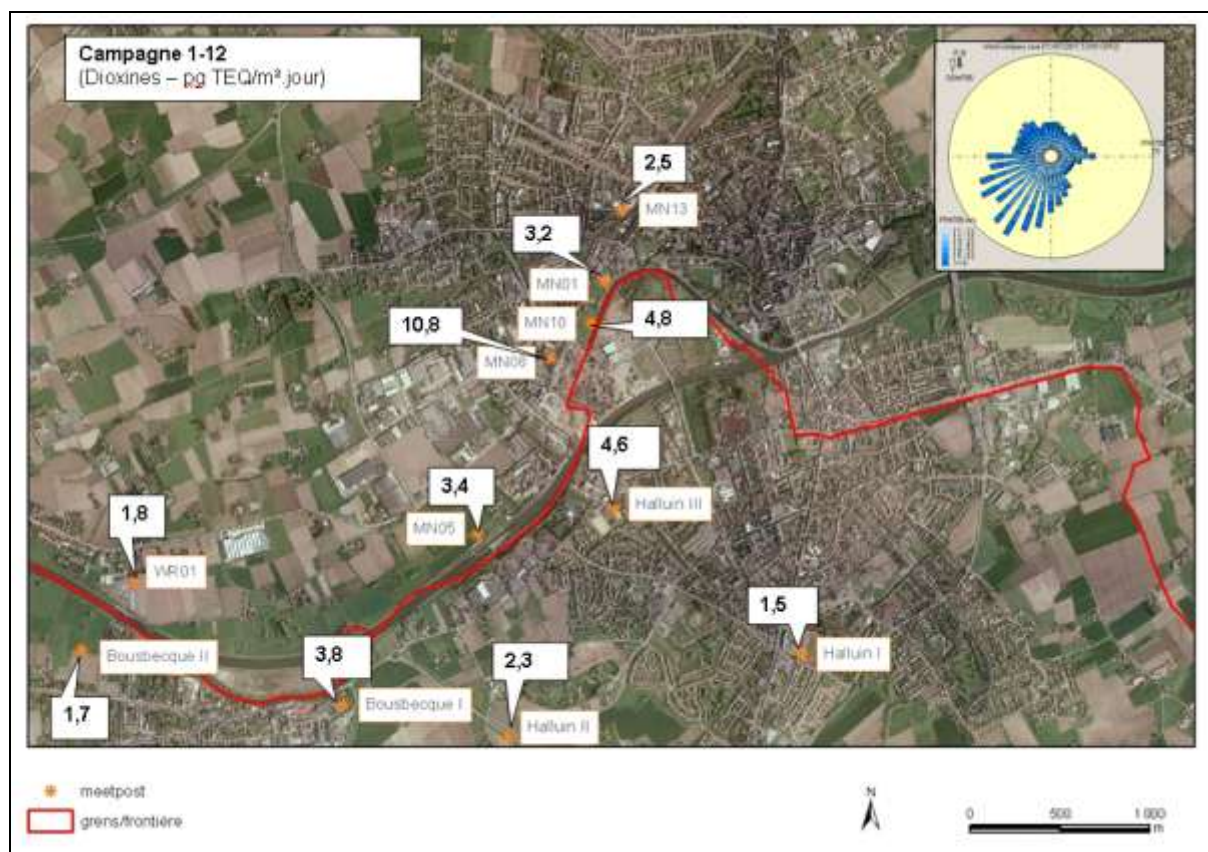 Campagne 1-12
(Dioxines – pg TEQ/m².jour)
2,5
MN13
3,2
MN01
MN10
4,8
10,8
MN06
4,6
Halluin III
3,4
MN05
1,8
WR01
1,5
Halluin I
Bousbecque II
1,7
3,8
Bousbecque I
2,3
Halluin II
meetpost
grens/frontière
N
0 500 1 000
m